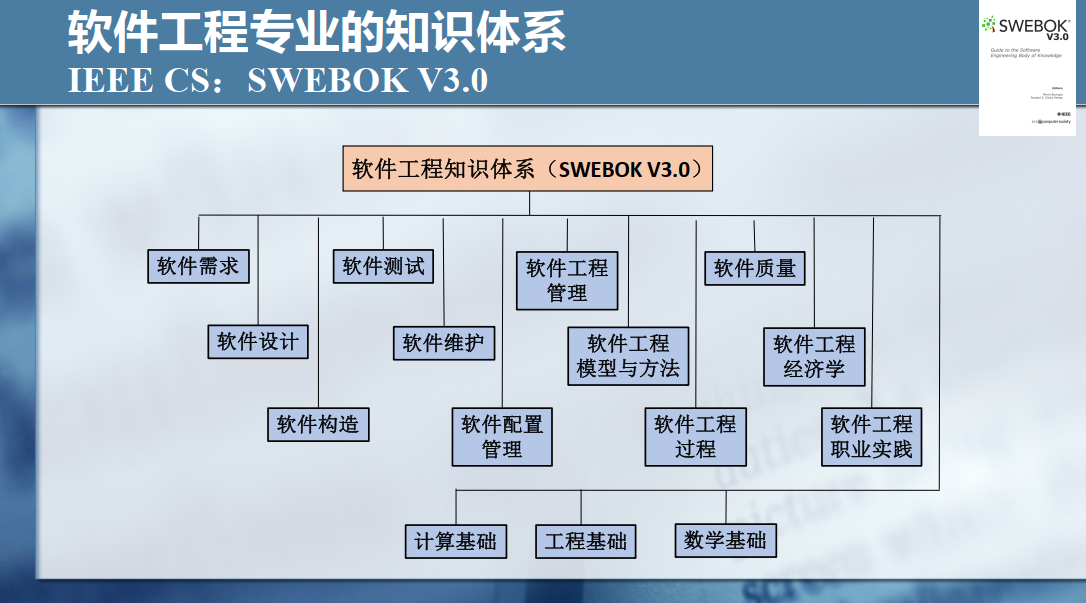 软件工程专业的知识体系
IEEE CS：SWEBOK V3.0
SWEBOK
V3.0
Guide to the Software
Engineering Body of Knowledge
Editors
IEEE
IEEE computer society
软件工程知识体系（SWEBOK V3.0）
软件需求
软件测试
软件工程
管理
软件质量
软件设计
软件维护
软件工程
模型与方法
软件工程
经济学
软件构造
软件配置
管理
软件工程
过程
软件工程
职业实践
计算基础
工程基础
数学基础